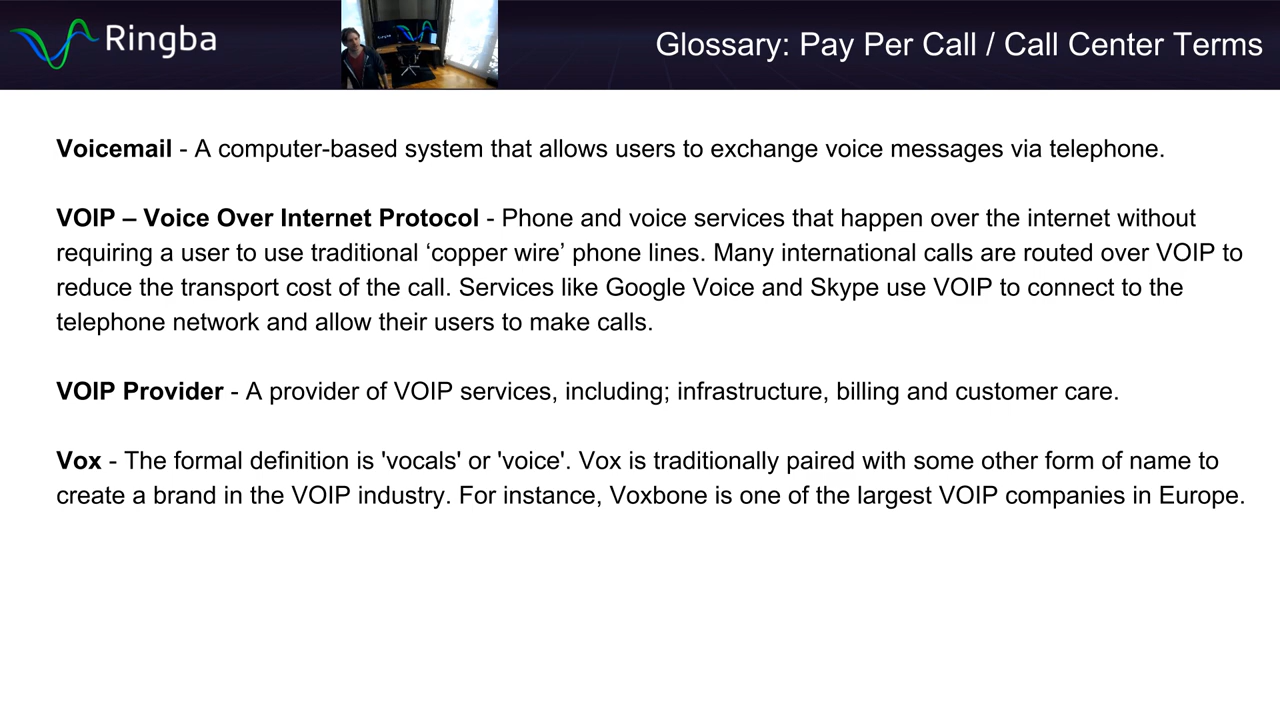 Ringba
Glossary: Pay Per Call / Call Center Terms
Voicemail - A computer-based system that allows users to exchange voice messages via telephone.
VOIP – Voice Over Internet Protocol - Phone and voice services that happen over the internet without
requiring a user to use traditional ‘copper wire’ phone lines. Many international calls are routed over VOIP to
reduce the transport cost of the call. Services like Google Voice and Skype use VOIP to connect to the
telephone network and allow their users to make calls.
VOIP Provider - A provider of VOIP services, including; infrastructure, billing and customer care.
Vox - The formal definition is 'vocals' or 'voice'. Vox is traditionally paired with some other form of name to
create a brand in the VOIP industry. For instance, Voxbone is one of the largest VOIP companies in Europe.